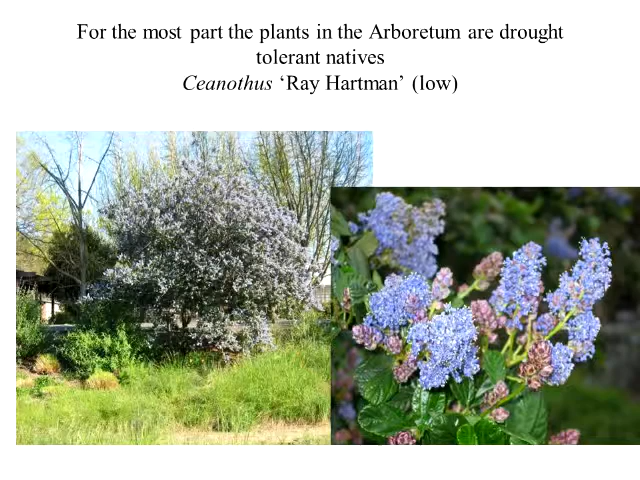 For the most part the plants in the Arboretum are drought
tolerant natives
Ceanothus ‘Ray Hartman’ (low)